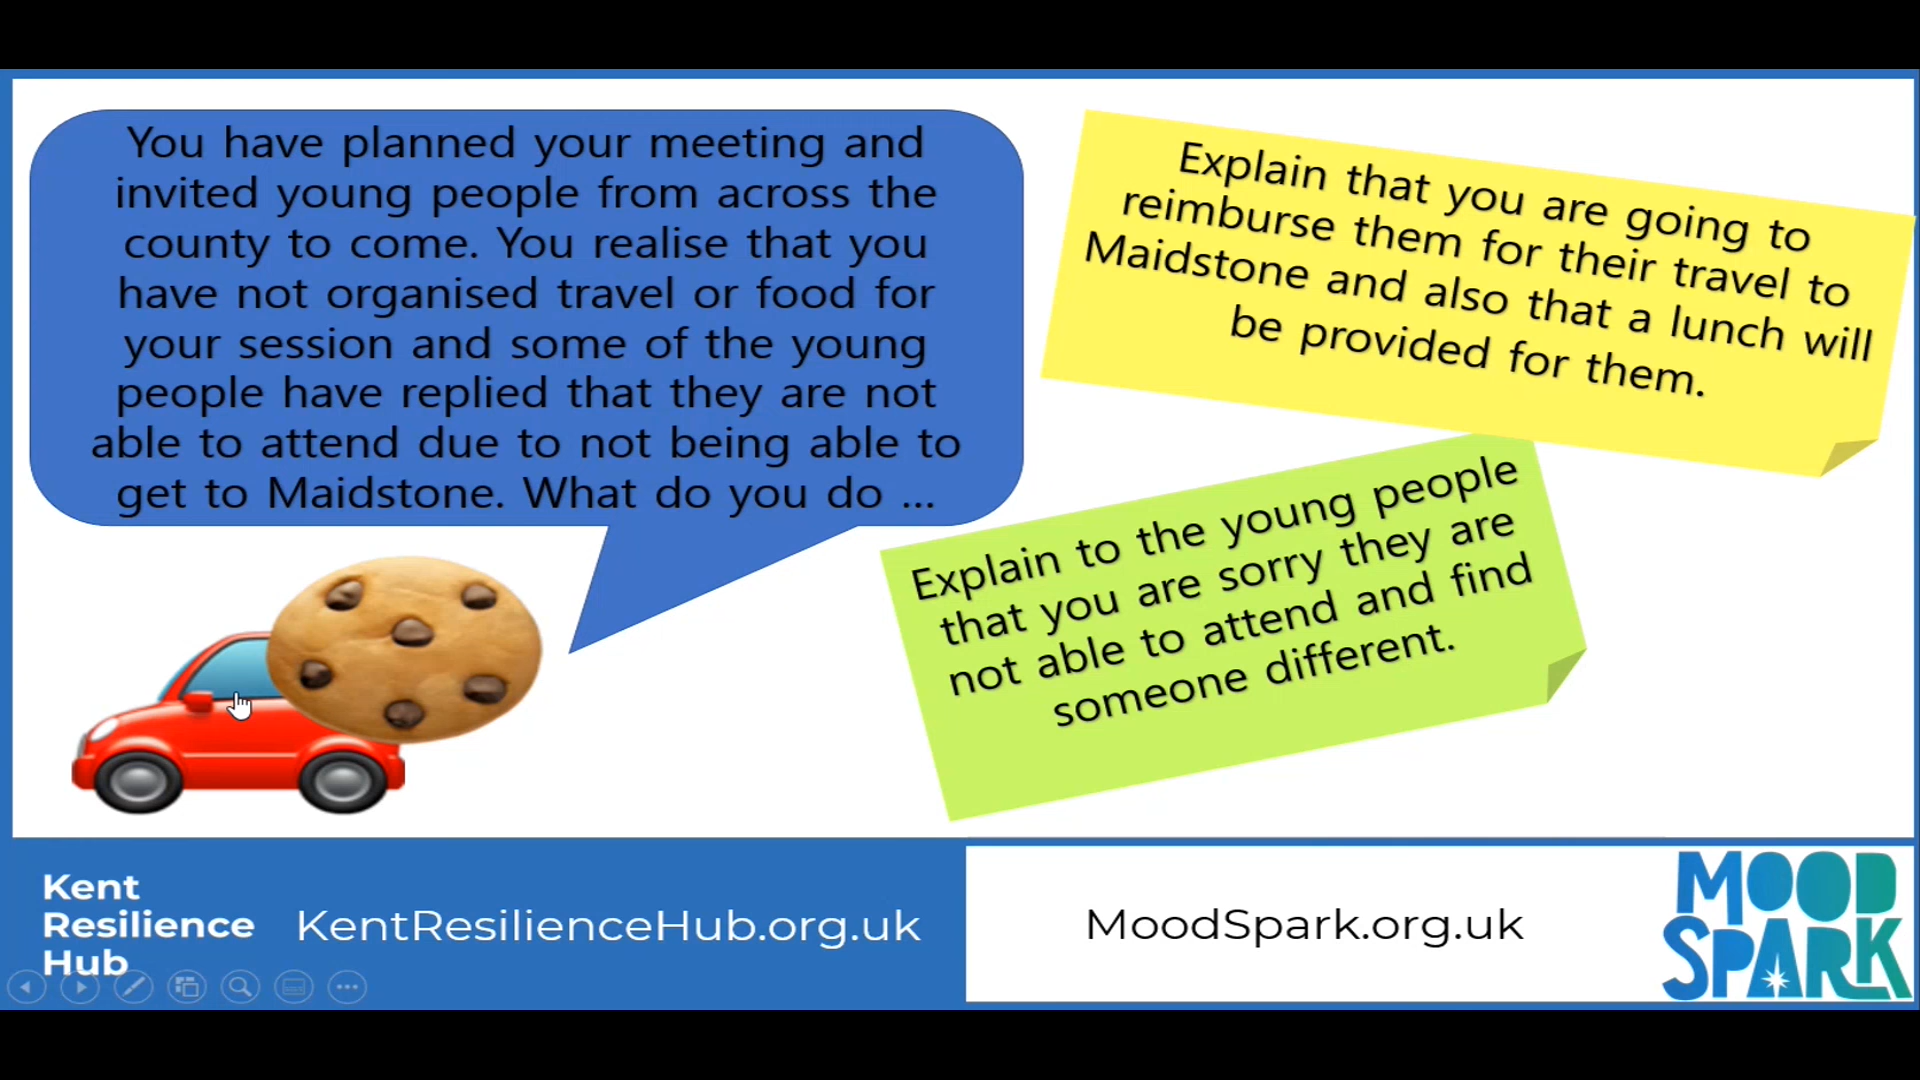 You have planned your meeting and
invited young people from across the
county to come. You realise that you
have not organised travel or food for
your session and some of the young
people have replied that they are not
able to attend due to not being able to
get to Maidstone. What do you do ...
Explain that you are going to
reimburse them for their travel to
Maidstone and also that a lunch will
be provided for them.
Explain to the young people
that you are sorry they are
not able to attend and find
someone different.
Kent
Resilience
Hub
KentResilienceHub.org.uk
MoodSpark.org.uk
MOOD
SPARK